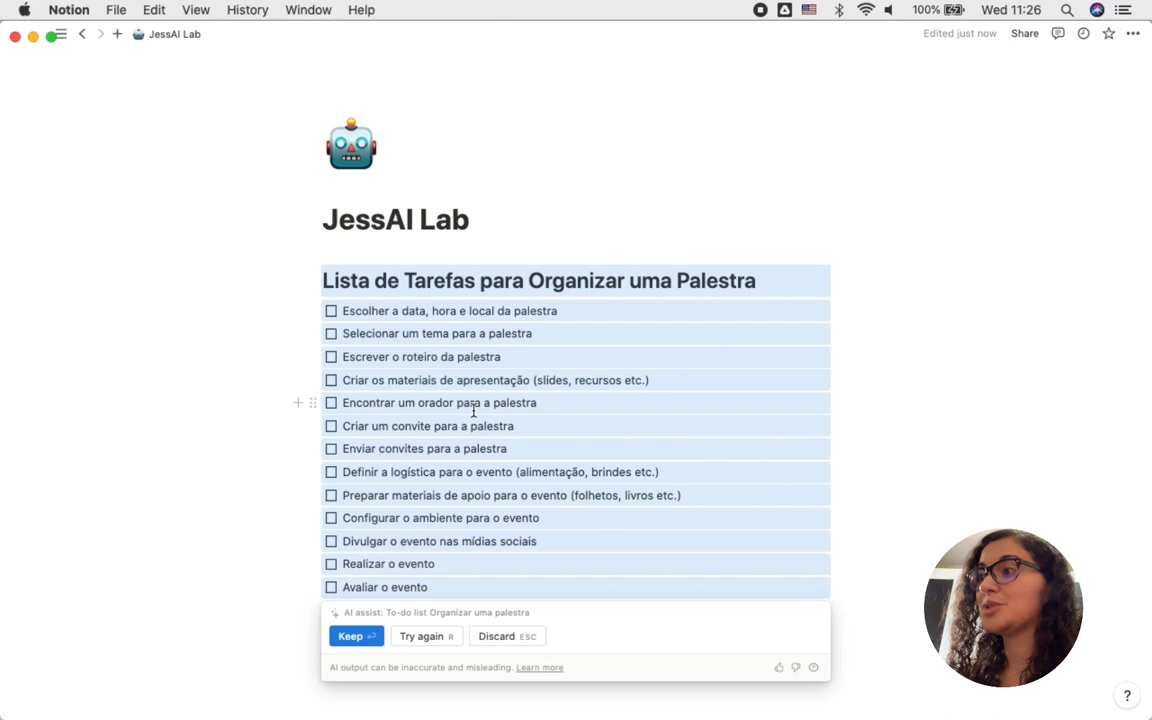 Notion File Edit View History Window Help 100% Wed 11:26
JessAI Lab Edited just now Share
JessAI Lab
Lista de Tarefas para Organizar uma Palestra
Escolher a data, hora e local da palestra
Selecionar um tema para a palestra
Escrever o roteiro da palestra
Criar os materiais de apresentação (slides, recursos etc.)
Encontrar um orador para a palestra
Criar um convite para a palestra
Enviar convites para a palestra
Definir a logística para o evento (alimentação, brindes etc.)
Preparar materiais de apoio para o evento (folhetos, livros etc.)
Configurar o ambiente para o evento
Divulgar o evento nas mídias sociais
Realizar o evento
Avaliar o evento
AI assist: To-do list Organizar uma palestra
Keep Try again R Discard ESC
AI output can be inaccurate and misleading. Learn more
?